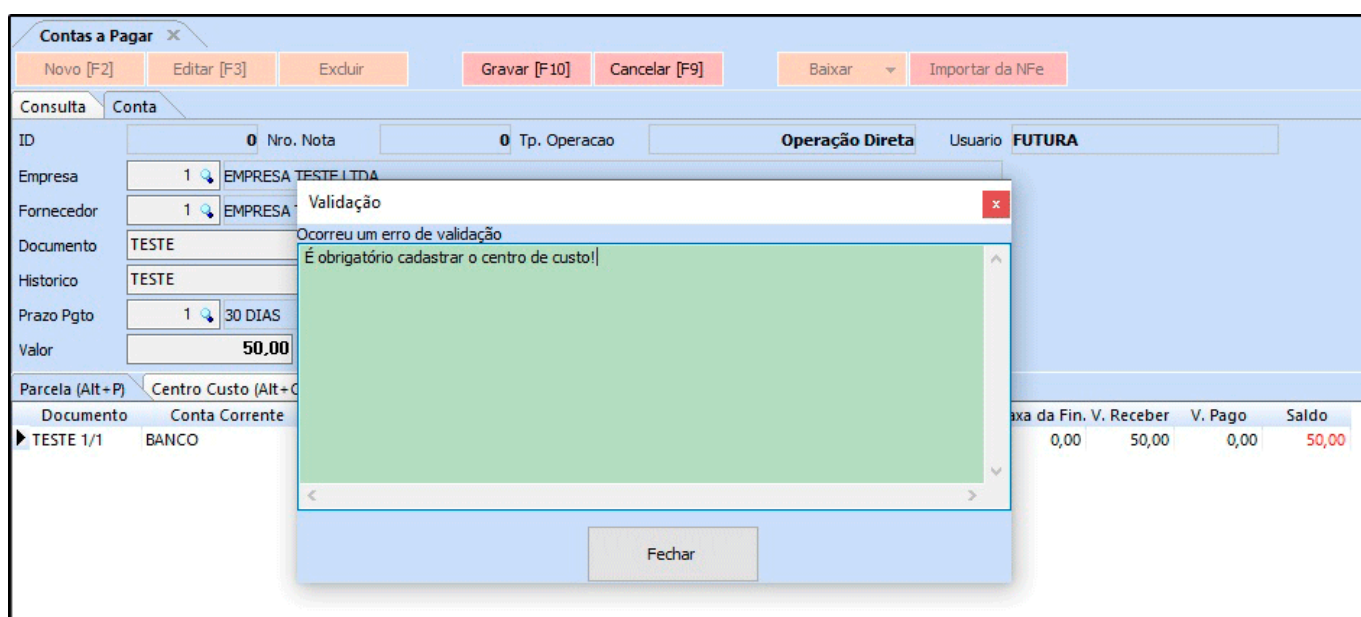 Contas a Pagar
Novo [F2] Editar [F3] Excluir Gravar [F10] Cancelar [F9] Baixar Importar da NFe
Consulta Conta
ID 0 Nro. Nota 0 Tp. Operacao Operação Direta Usuario FUTURA
Empresa 1 EMPRESA TESTE LTDA
Fornecedor 1 EMPRESA
Documento TESTE
Historico TESTE
Prazo Pgto 1 30 DIAS
Valor 50,00
Validação
Ocorreu um erro de validação
É obrigatório cadastrar o centro de custo!
Fechar
Parcela (Alt+P) Centro Custo (Alt+C
Documento Conta Corrente axa da Fin. V. Receber V. Pago Saldo
TESTE 1/1 BANCO 0,00 50,00 0,00 50,00